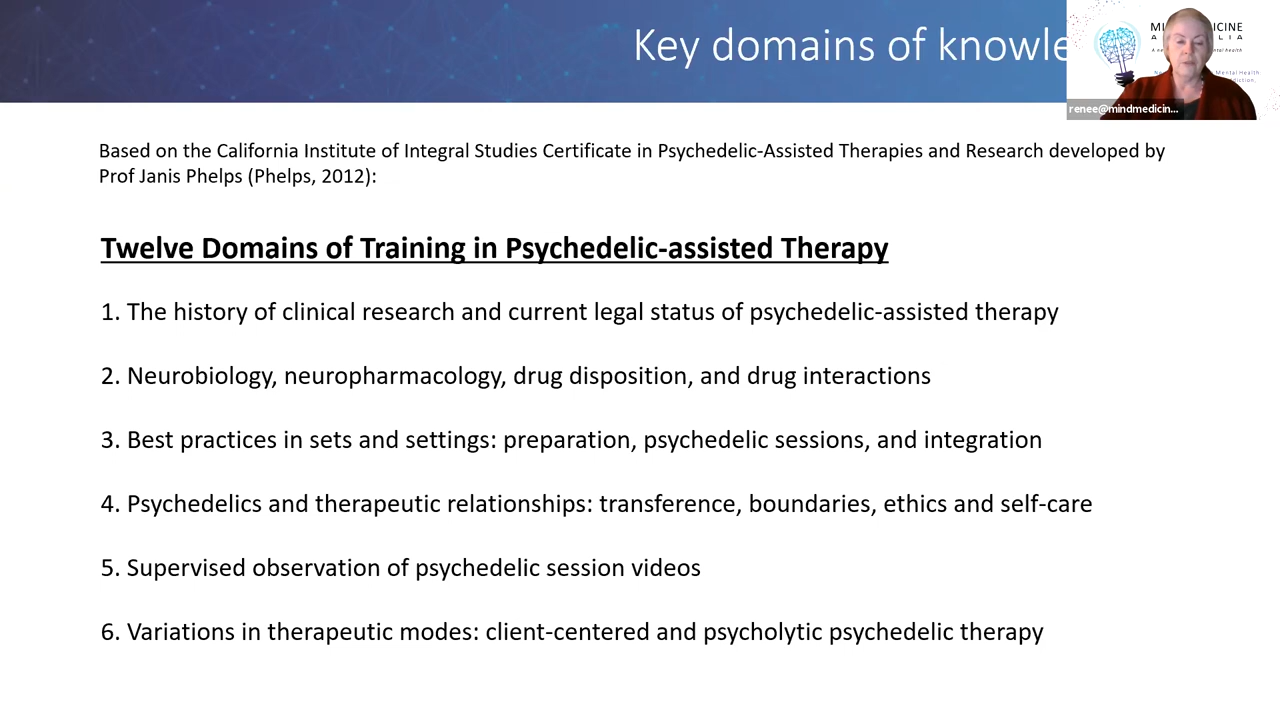 Key domains of knowle
renee@mindmedicin...
Based on the California Institute of Integral Studies Certificate in Psychedelic-Assisted Therapies and Research developed by
Prof Janis Phelps (Phelps, 2012):
Twelve Domains of Training in Psychedelic-assisted Therapy
1. The history of clinical research and current legal status of psychedelic-assisted therapy
2. Neurobiology, neuropharmacology, drug disposition, and drug interactions
3. Best practices in sets and settings: preparation, psychedelic sessions, and integration
4. Psychedelics and therapeutic relationships: transference, boundaries, ethics and self-care
5. Supervised observation of psychedelic session videos
6. Variations in therapeutic modes: client-centered and psycholytic psychedelic therapy